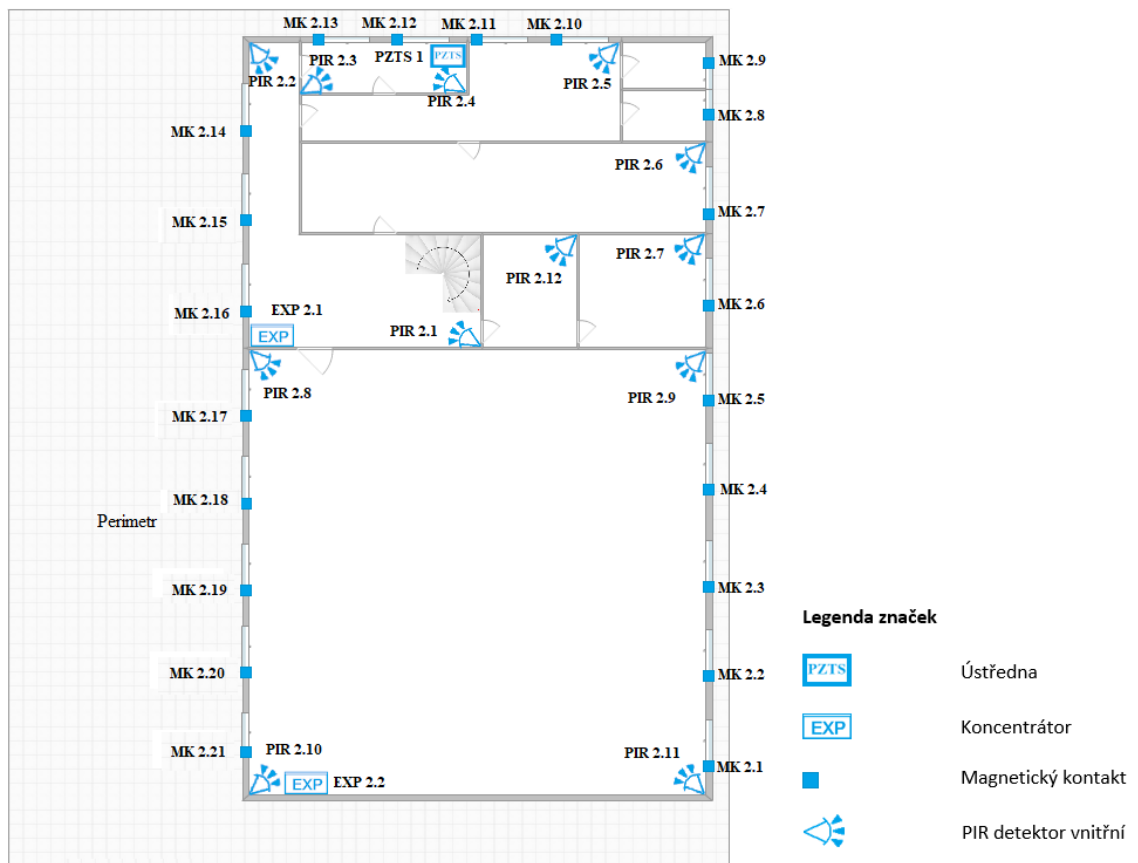 MK 2.13
MK 2.12
MK 2.11
MK 2.10
PIR 2.2
PIR 2.3
PZTS 1
PZTS
PIR 2.4
PIR 2.5
MK 2.9
MK 2.8
MK 2.14
PIR 2.6
MK 2.15
MK 2.7
PIR 2.12
PIR 2.7
MK 2.16
EXP 2.1
EXP
PIR 2.1
MK 2.6
PIR 2.8
PIR 2.9
MK 2.5
MK 2.17
MK 2.18
MK 2.4
Perimetr
MK 2.19
MK 2.3
MK 2.20
MK 2.2
MK 2.21
PIR 2.10
EXP
EXP 2.2
PIR 2.11
MK 2.1
Legenda značek
PZTS
Ústředna
EXP
Koncentrátor
Magnetický kontakt
PIR detektor vnitřní